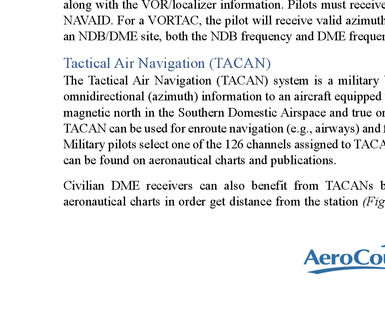 along with the VOR/localizer information. Pilots must receive
NAVAID. For a VORTAC, the pilot will receive valid azimut
an NDB/DME site, both the NDB frequency and DME frequen
Tactical Air Navigation (TACAN)
The Tactical Air Navigation (TACAN) system is a military
omnidirectional (azimuth) information to an aircraft equipped
magnetic north in the Southern Domestic Airspace and true or
TACAN can be used for enroute navigation (e.g., airways) and f
Military pilots select one of the 126 channels assigned to TACA
can be found on aeronautical charts and publications.
Civilian DME receivers can also benefit from TACANs b
aeronautical charts in order get distance from the station (Fig
AeroCou